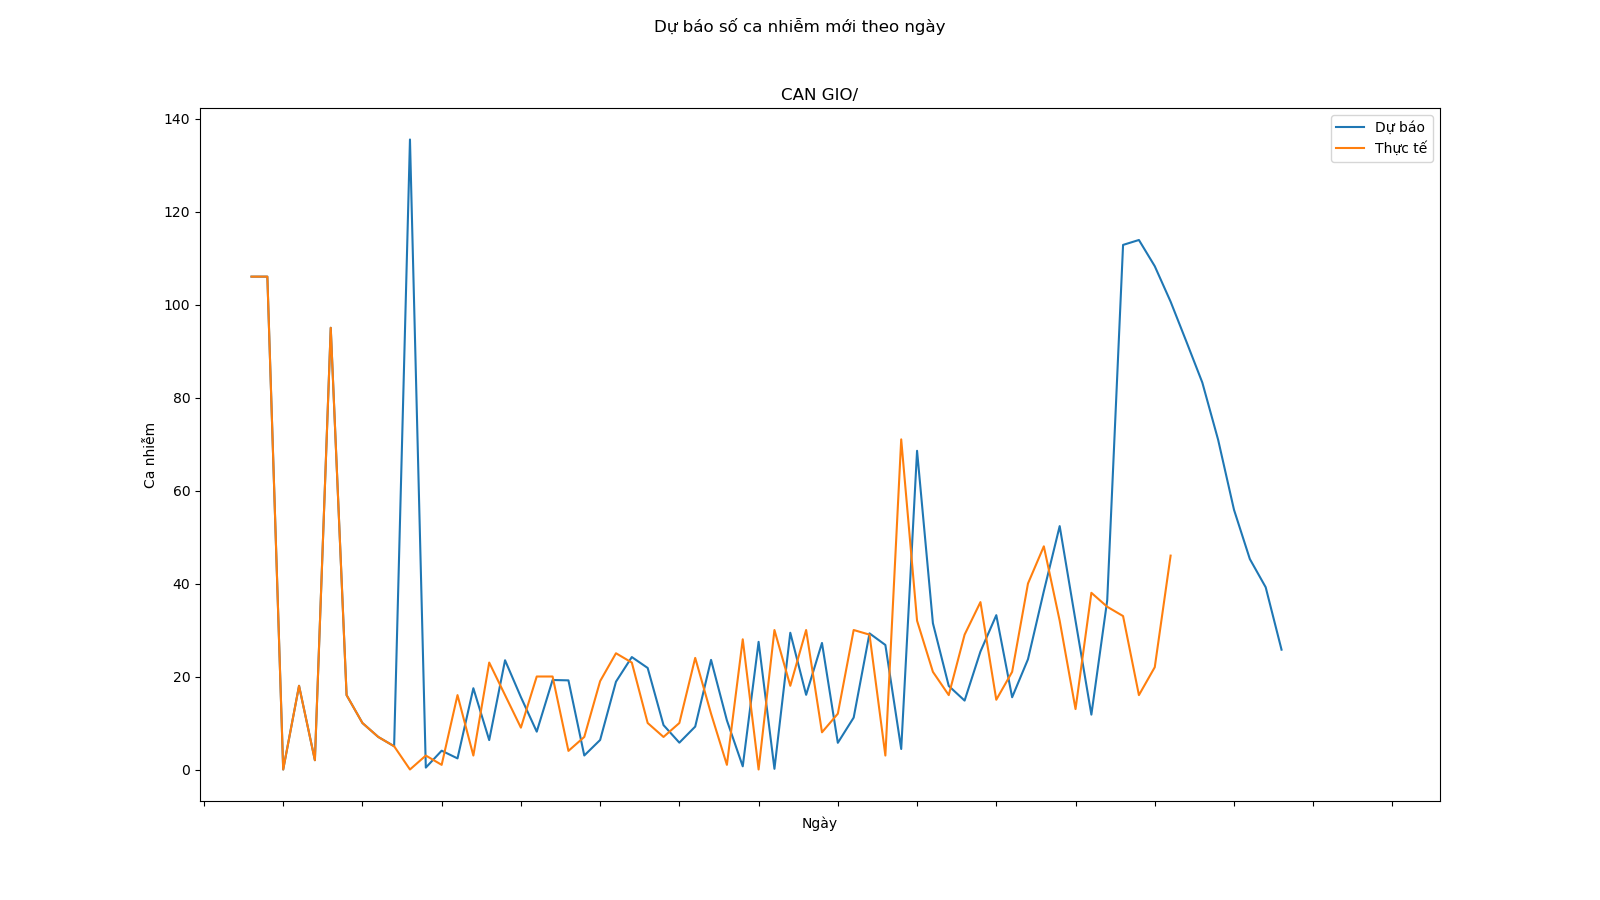 Dự báo số ca nhiễm mới theo ngày
CAN GIO/
140
120
100
80
60
40
20
0
Ca nhiễm
Ngày
Dự báo
Thực tế